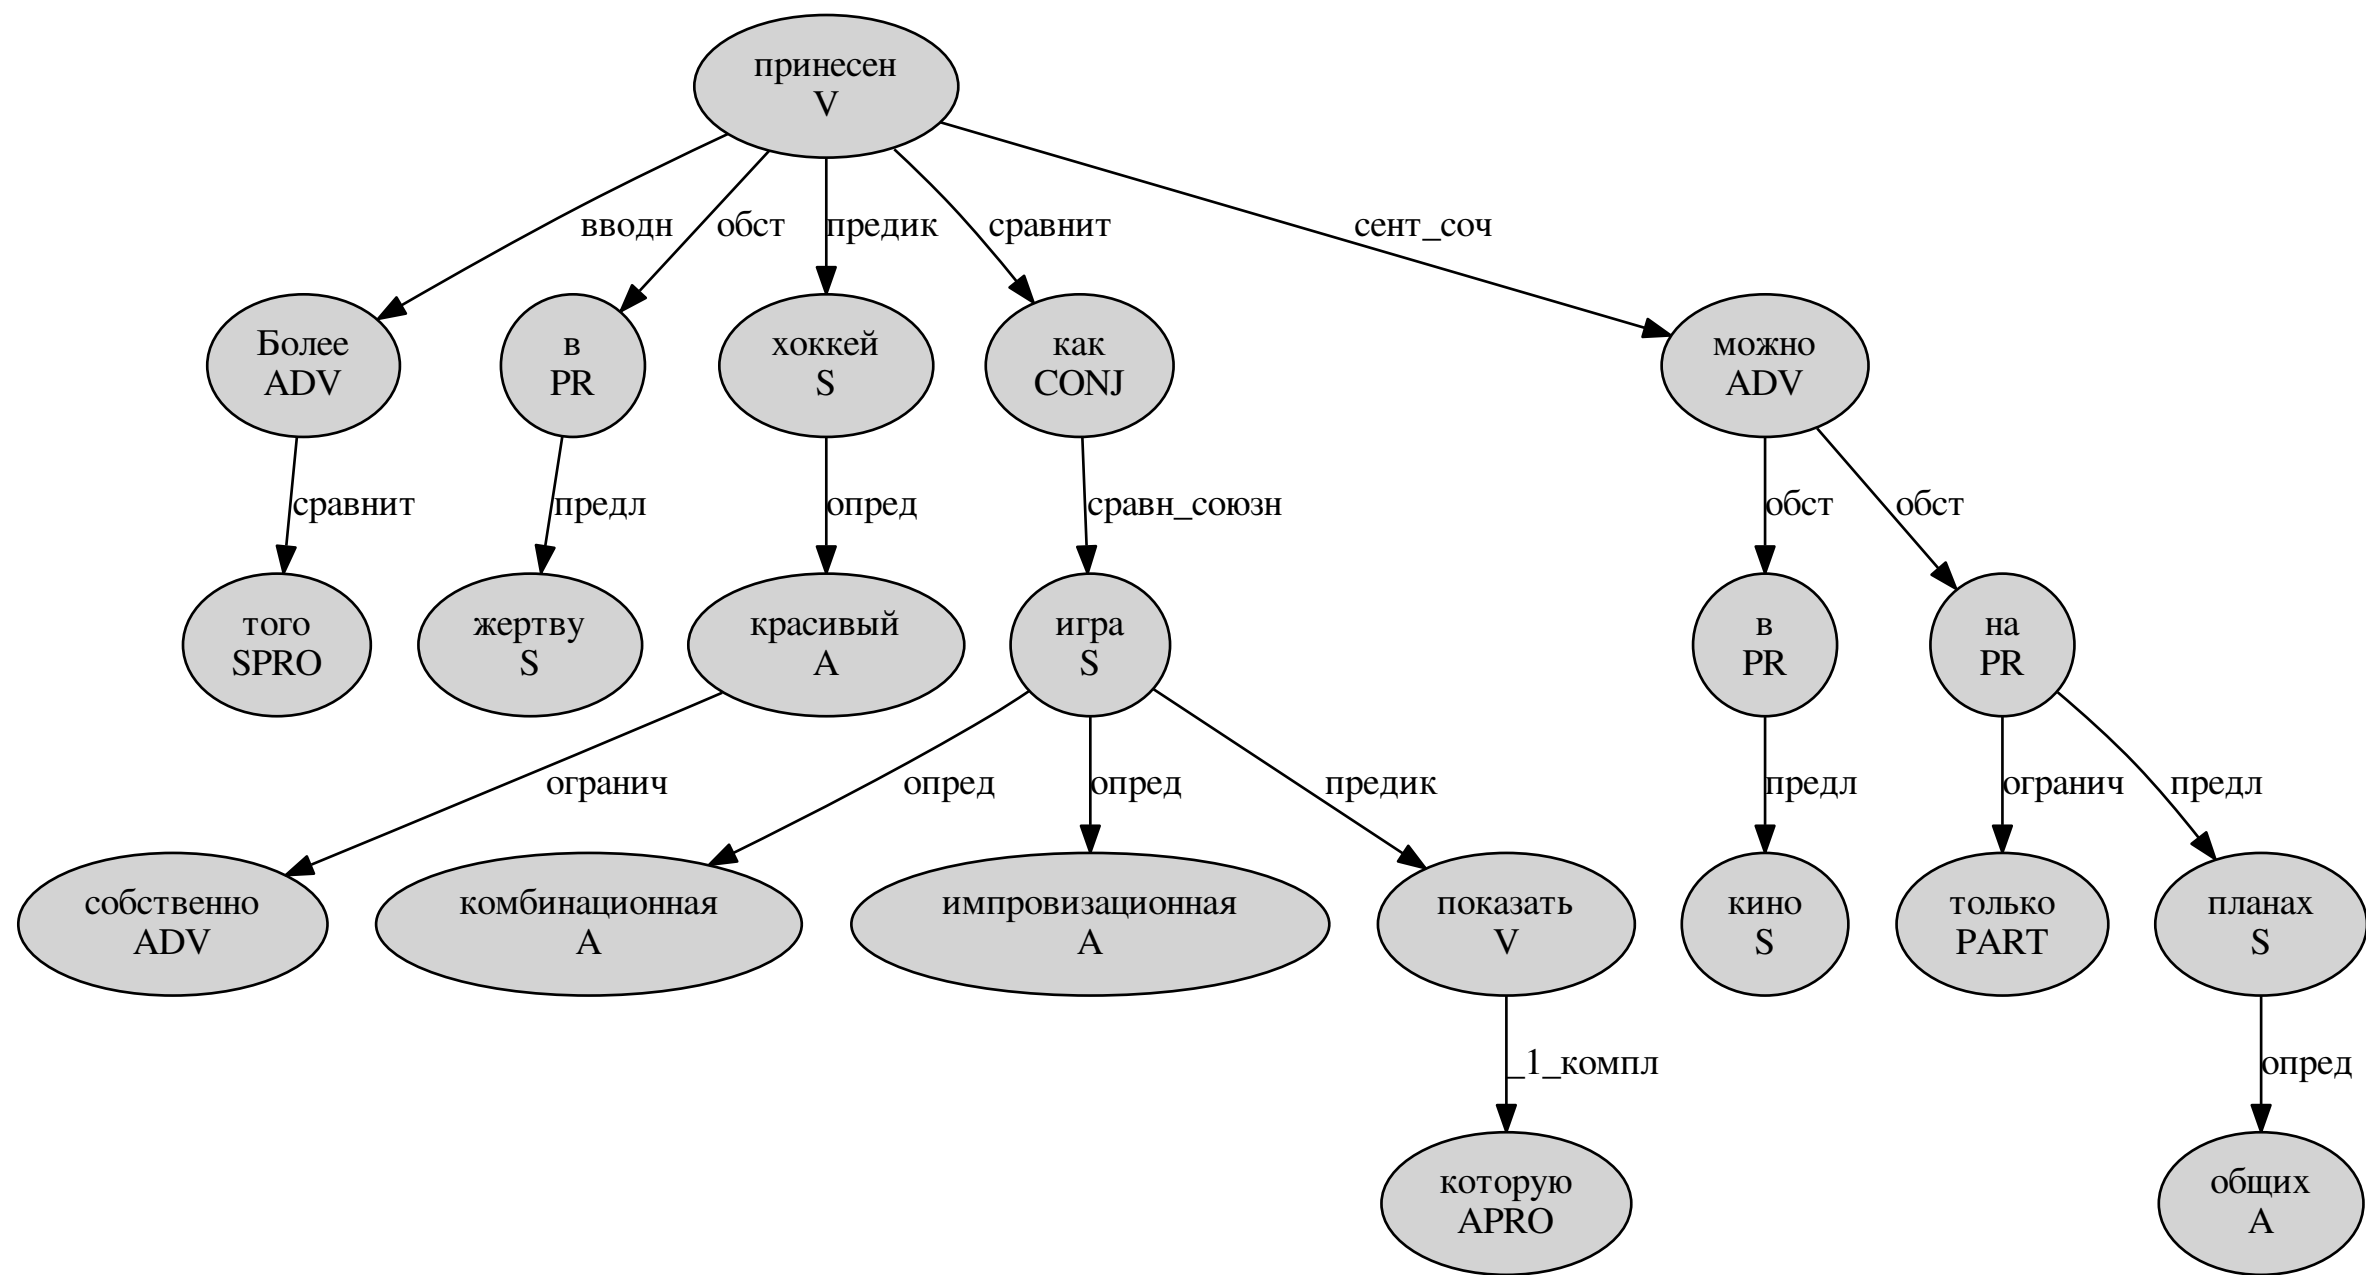 принесен
V
вводн
обст
предик
сравнит
сент_соч
Более
ADV
в
PR
хоккей
S
как
CONJ
можно
ADV
сравнит
предл
опред
сравн_союзн
обст
обст
того
SPRO
жертву
S
красивый
A
игра
S
в
PR
на
PR
огранич
опред
опред
предик
предл
огранич
предл
собственно
ADV
комбинационная
A
импровизационная
A
показать
V
кино
S
только
PART
планах
S
_1_компл
опред
которую
APRO
общих
A